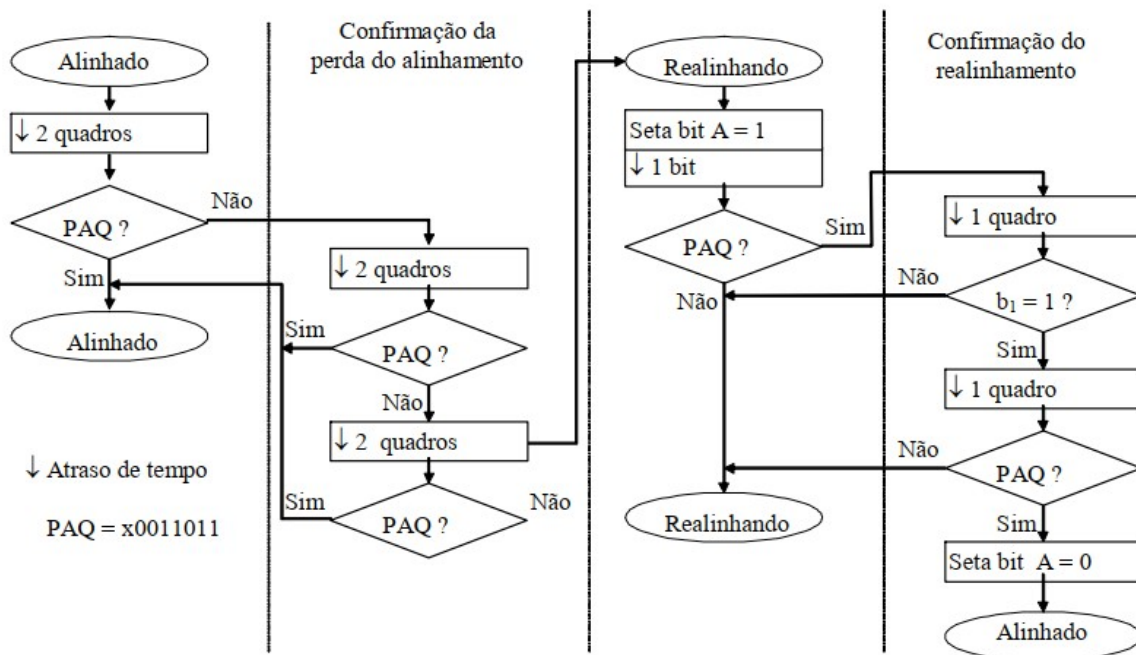 Alinhado
↓ 2 quadros
PAQ ?
Não
Sim
Alinhado
↓ Atraso de tempo
PAQ = x0011011
Confirmação da
perda do alinhamento
↓ 2 quadros
Sim
PAQ ?
Não
↓ 2 quadros
Sim
PAQ ?
Não
Realinhando
Seta bit A = 1
↓ 1 bit
PAQ ?
Sim
Não
Realinhando
Confirmação do
realinhamento
↓ 1 quadro
Não
b₁ = 1 ?
Sim
↓ 1 quadro
Não
PAQ ?
Sim
Seta bit A = 0
Alinhado